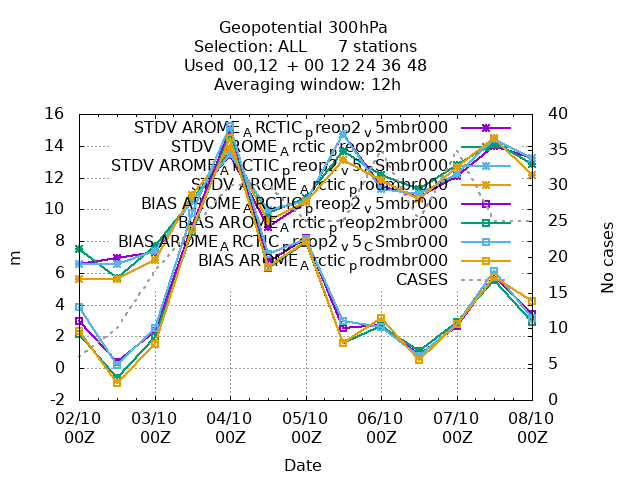 Geopotential 300hPa
Selection: ALL 7 stations
Used 00,12 + 00 12 24 36 48
Averaging window: 12h
STDV AROME_ARCTIC_preop2_v5mbr000
STDV AROME_Arctic_preop2mbr000
STDV AROME_ARCTIC_preop2_v5_CSmbr000
STDV AROME_Arctic_prodmbr000
BIAS AROME_ARCTIC_preop2_v5mbr000
BIAS AROME_Arctic_preop2mbr000
BIAS AROME_ARCTIC_preop2_v5_CSmbr000
BIAS AROME_Arctic_prodmbr000
CASES
16
14
12
10
8
6
4
2
0
-2
m
40
35
30
25
20
15
10
5
0
No cases
02/10 03/10 04/10 05/10 06/10 07/10 08/10
00Z 00Z 00Z 00Z 00Z 00Z 00Z
Date